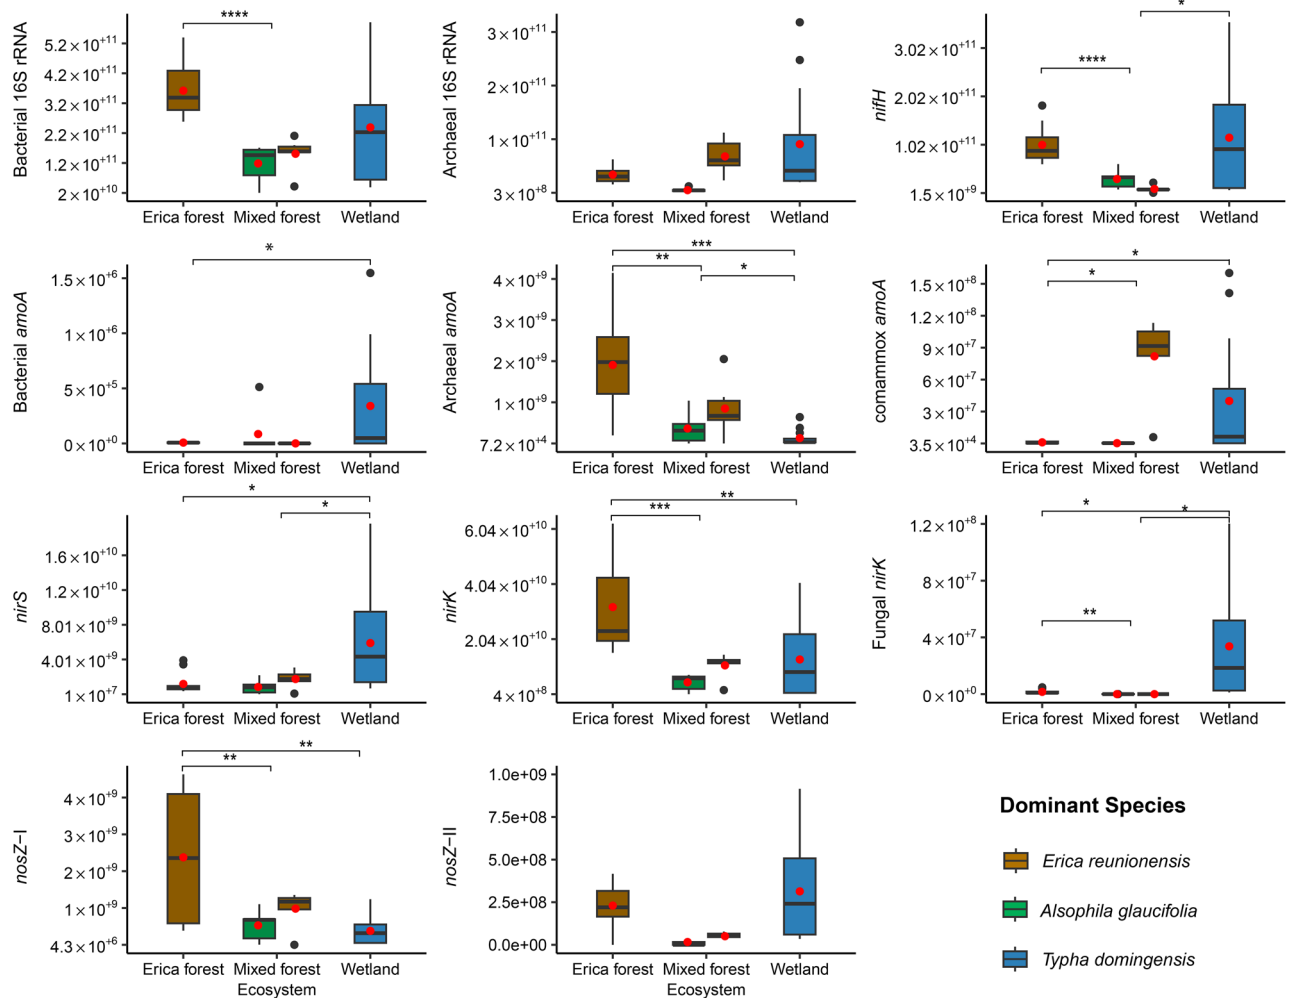 Bacterial 16S rRNA
5.2×10⁺¹¹
4.2×10⁺¹¹
3.2×10⁺¹¹
2.2×10⁺¹¹
1.2×10⁺¹¹
2×10⁺¹⁰
****
Erica forest Mixed forest Wetland
Archaeal 16S rRNA
3×10⁺¹¹
2×10⁺¹¹
1×10⁺¹¹
3×10⁺⁸
Erica forest Mixed forest Wetland
nifH
3.02×10⁺¹¹
2.02×10⁺¹¹
1.02×10⁺¹¹
1.5×10⁺⁹
*
****
Erica forest Mixed forest Wetland
Bacterial amoA
1.5×10⁺⁶
1×10⁺⁶
5×10⁺⁵
0×10⁺⁰
*
Erica forest Mixed forest Wetland
Archaeal amoA
4×10⁺⁹
3×10⁺⁹
2×10⁺⁹
1×10⁺⁹
7.2×10⁺⁴
***
**
*
Erica forest Mixed forest Wetland
comammox amoA
1.5×10⁺⁸
1.2×10⁺⁸
9×10⁺⁷
6×10⁺⁷
3×10⁺⁷
3.5×10⁺⁴
*
*
Erica forest Mixed forest Wetland
nirS
1.6×10⁺¹⁰
1.2×10⁺¹⁰
8.01×10⁺⁹
4.01×10⁺⁹
1×10⁺⁷
*
*
Erica forest Mixed forest Wetland
nirK
6.04×10⁺¹⁰
4.04×10⁺¹⁰
2.04×10⁺¹⁰
4×10⁺⁸
**
***
Erica forest Mixed forest Wetland
Fungal nirK
1.2×10⁺⁸
8×10⁺⁷
4×10⁺⁷
0×10⁺⁰
*
*
**
Erica forest Mixed forest Wetland
nosZ−I
4×10⁺⁹
3×10⁺⁹
2×10⁺⁹
1×10⁺⁹
4.3×10⁺⁶
**
**
Erica forest Mixed forest Wetland
Ecosystem
nosZ−II
1.0e+09
7.5e+08
5.0e+08
2.5e+08
0.0e+00
Erica forest Mixed forest Wetland
Ecosystem
Dominant Species
Erica reunionensis
Alsophila glaucifolia
Typha domingensis